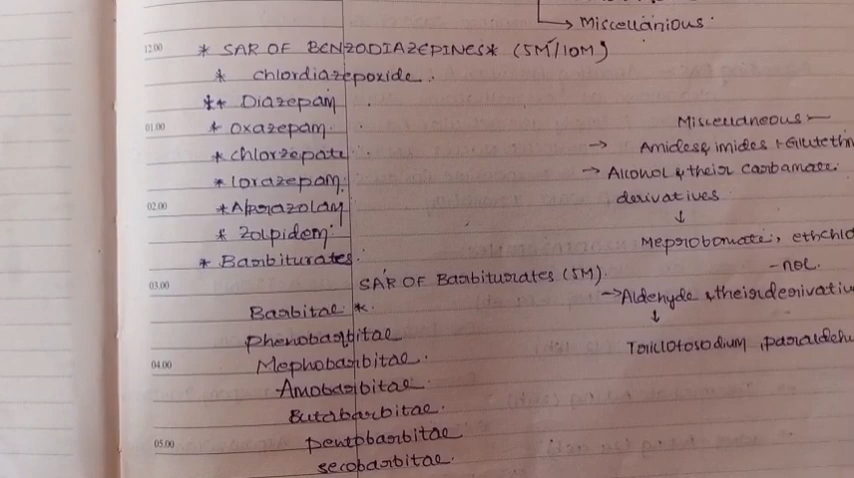 Miscellanious
12.00 * SAR OF BENZODIAZEPINES* (5M/10M)
* chlordiazepoxide.
** Diazepam
01.00 * Oxazepam
* chlorzepate
* lorazepam.
02.00 * Alprazolam
* Zolpidem
* Barbiturates.
03.00 SAR OF Barbiturates (5M).
Barbital *
Phenobarbital
04.00 Mephobarbital.
Amobarbital.
Butabarbital.
05.00 pentobarbital
secobarbital.
Miscellaneous :-
→ Amides & imides : Glutethi
→ Alcohol & their carbamate
derivatives
↓
Meprobomate, ethchlo
-nol.
→ Aldehyde & their derivativ
↓
Triclofosodium, paraldeh